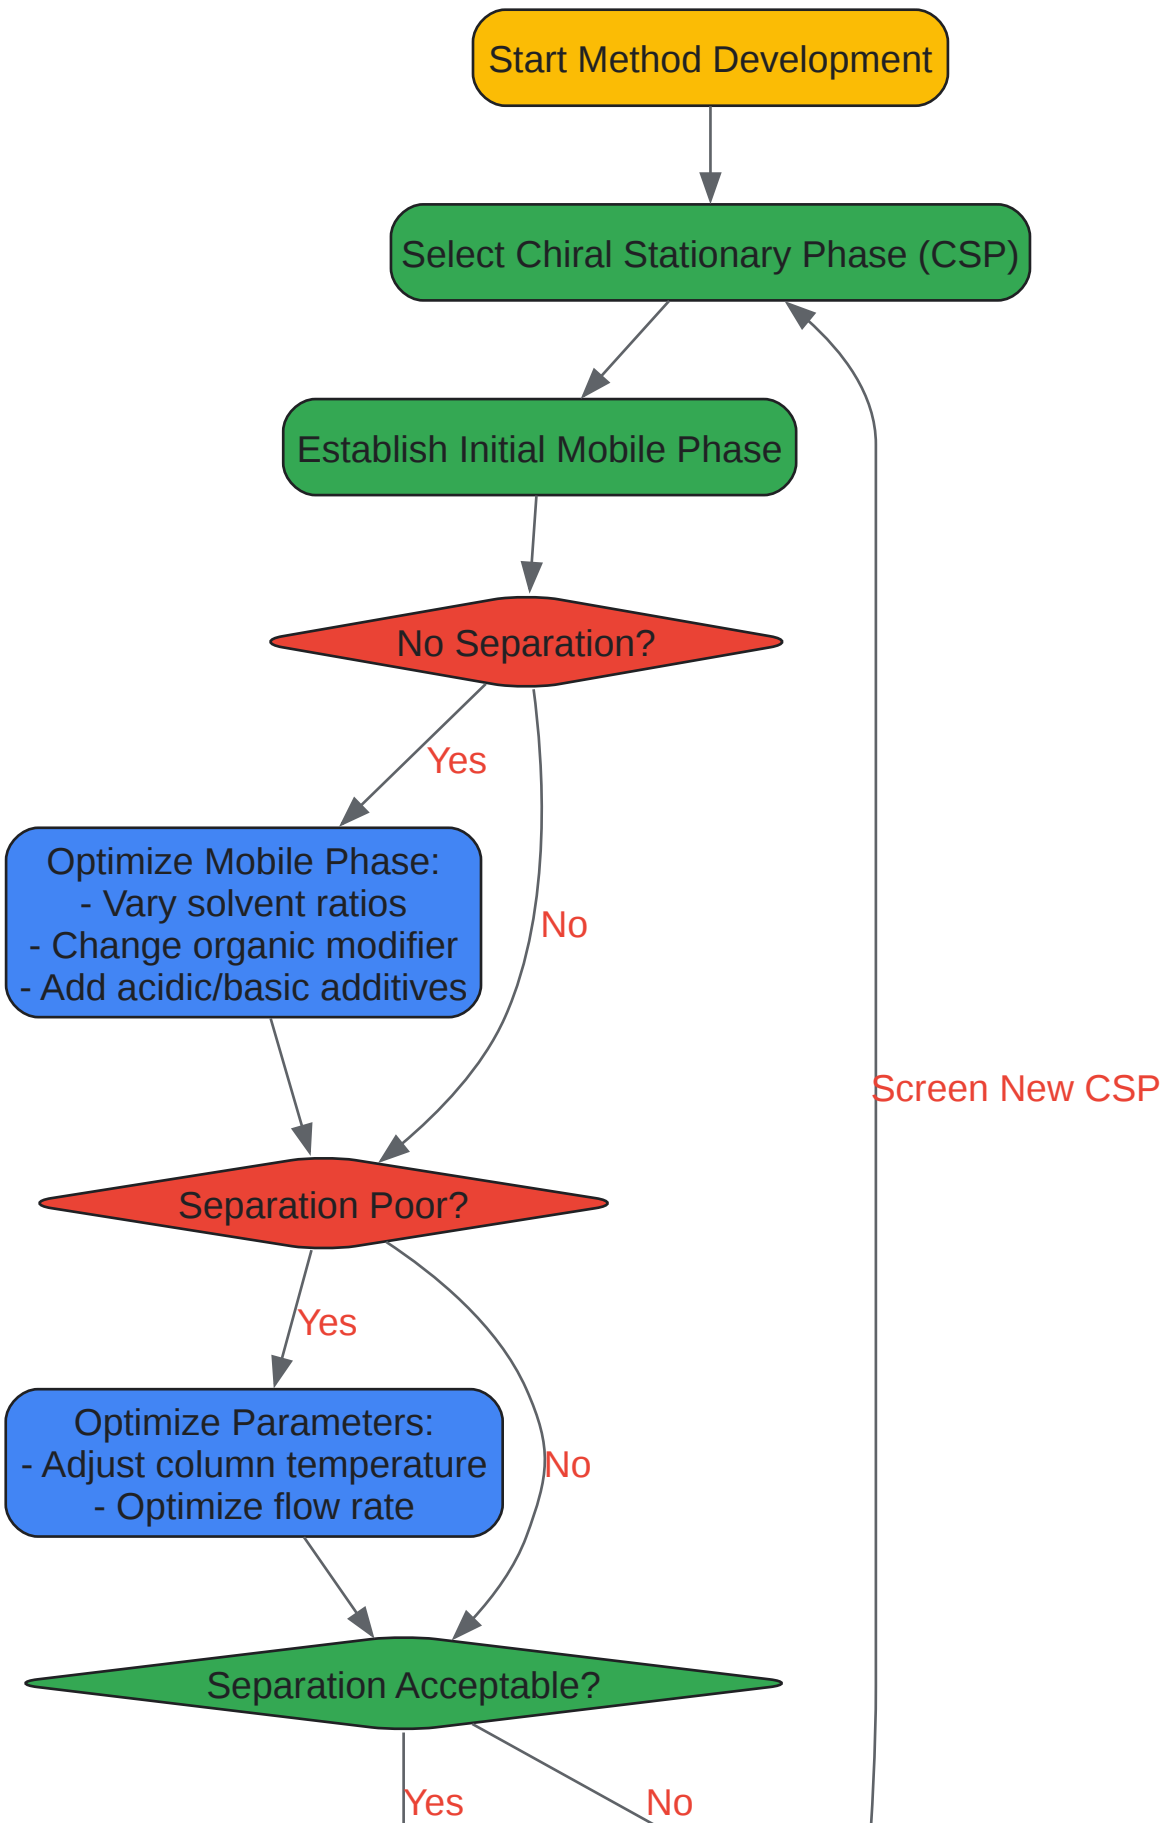 Start Method Development
Select Chiral Stationary Phase (CSP)
Establish Initial Mobile Phase
No Separation?
Yes
Optimize Mobile Phase:
- Vary solvent ratios
- Change organic modifier
- Add acidic/basic additives
No
Screen New CSP
Separation Poor?
Yes
Optimize Parameters:
- Adjust column temperature
- Optimize flow rate
No
Separation Acceptable?
Yes
No